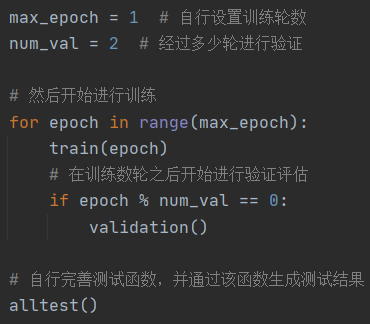 max_epoch = 1  # 自行设置训练轮数
num_val = 2  # 经过多少轮进行验证
# 然后开始进行训练
for epoch in range(max_epoch):
    train(epoch)
    # 在训练数轮之后开始进行验证评估
    if epoch % num_val == 0:
        validation()
# 自行完善测试函数，并通过该函数生成测试结果
alltest()